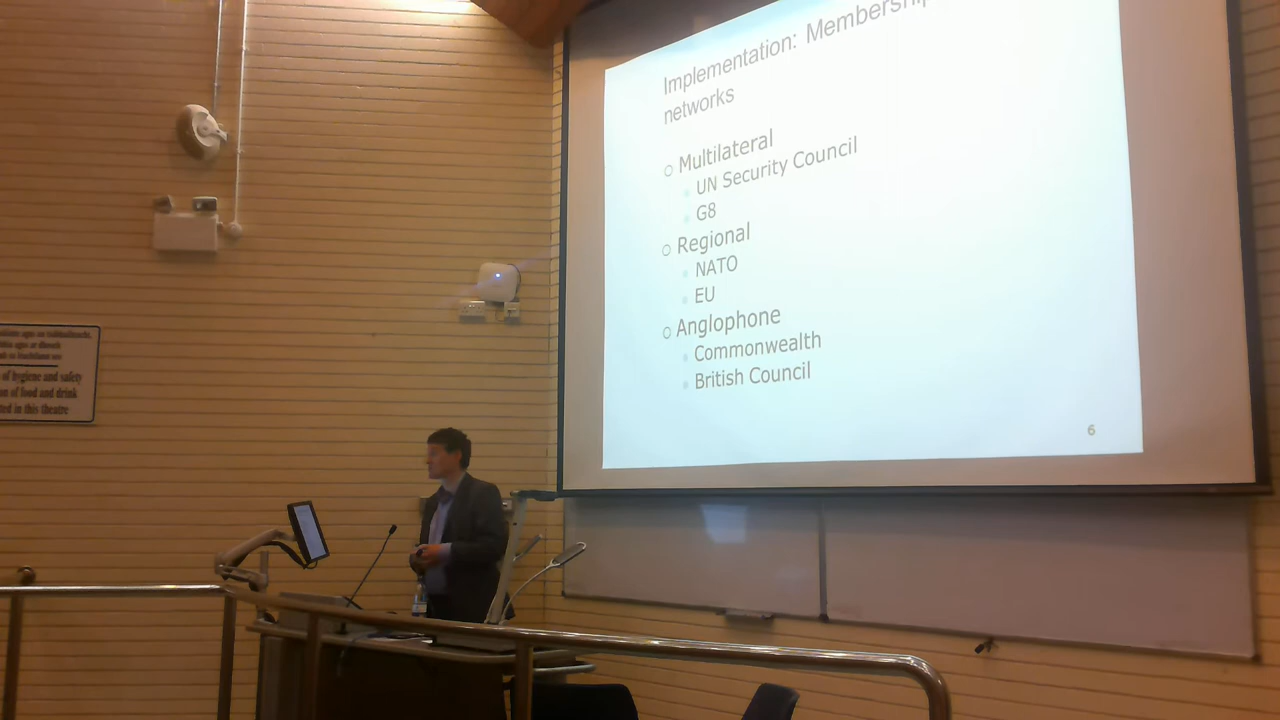 Implementation: Membership
networks
Multilateral
UN Security Council
G8
Regional
NATO
EU
Anglophone
Commonwealth
British Council
6
of hygiene and safety
on of food and drink
ted in this theatre